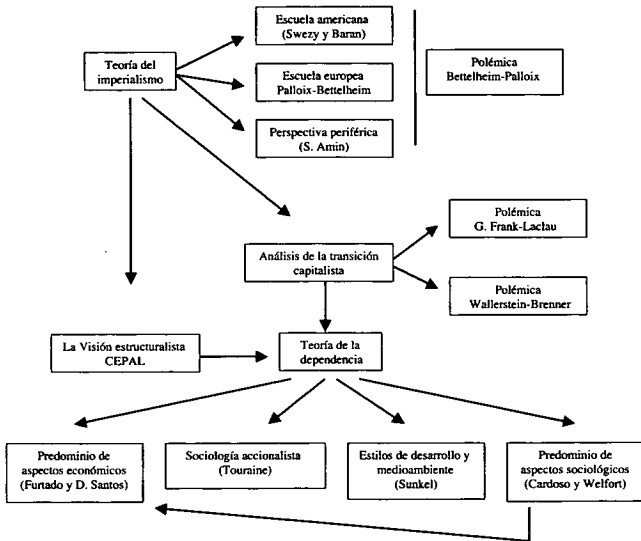 Escuela americana
(Swezy y Baran)
Teoría del
imperialismo
Escuela europea
Palloix-Bettelheim
Polémica
Bettelheim-Palloix
Perspectiva periférica
(S. Amin)
Polémica
G. Frank-Laclau
Análisis de la transición
capitalista
Polémica
Wallerstein-Brenner
La Visión estructuralista
CEPAL
Teoría de la
dependencia
Predominio de
aspectos económicos
(Furtado y D. Santos)
Sociología accionalista
(Touraine)
Estilos de desarrollo y
medioambiente
(Sunkel)
Predominio de
aspectos sociológicos
(Cardoso y Welfort)